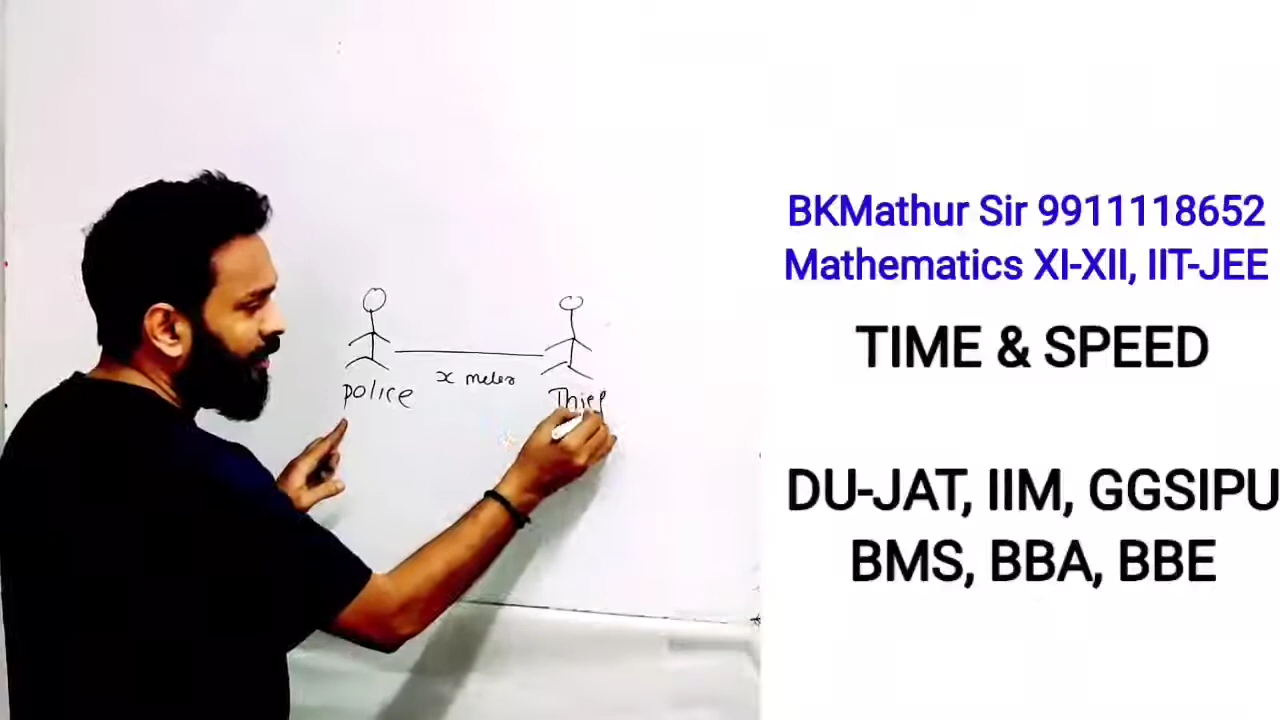 BKMathur Sir 9911118652
Mathematics XI-XII, IIT-JEE
TIME & SPEED
DU-JAT, IIM, GGSIPU
BMS, BBA, BBE
x meter
police
Thief